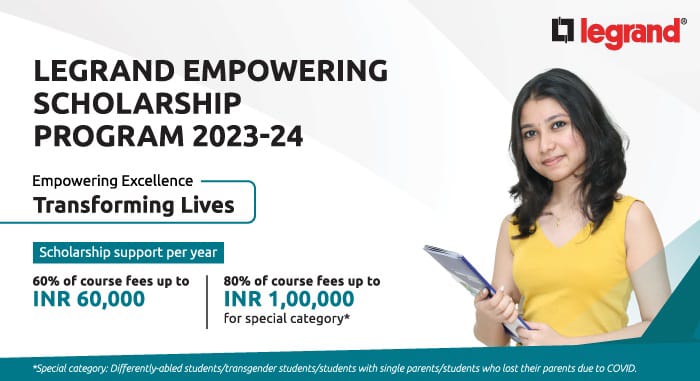 legrand®
LEGRAND EMPOWERING
SCHOLARSHIP
PROGRAM 2023-24
Empowering Excellence
Transforming Lives
Scholarship support per year
60% of course fees up to
INR 60,000
80% of course fees up to
INR 1,00,000
for special category*
*Special category: Differently-abled students/transgender students/students with single parents/students who lost their parents due to COVID.